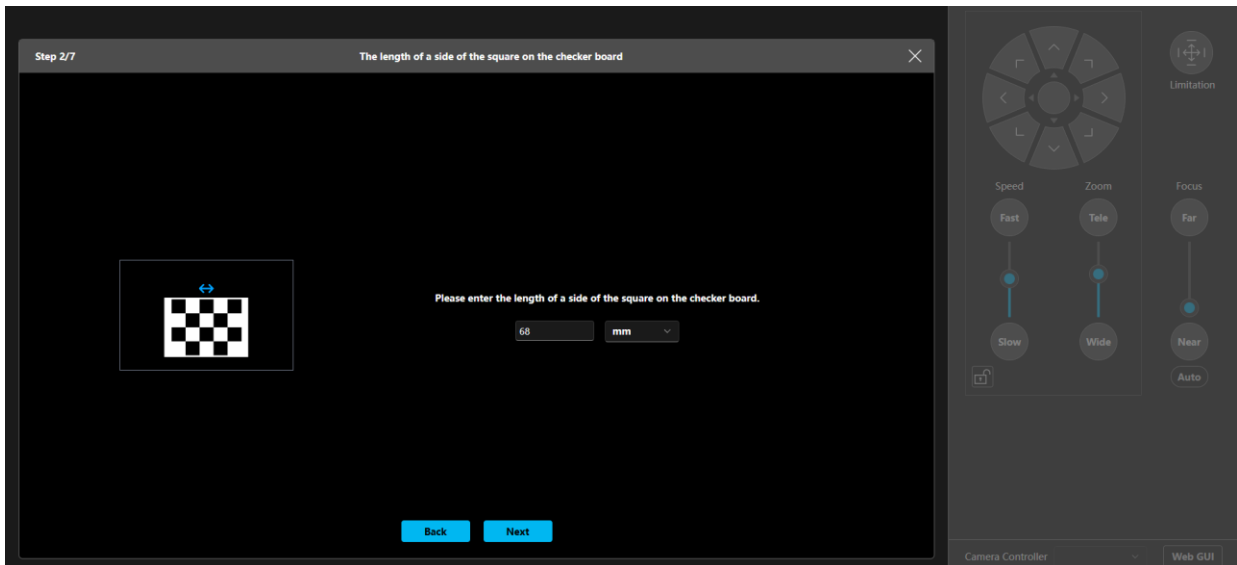 Step 2/7
The length of a side of the square on the checker board
Please enter the length of a side of the square on the checker board.
68
mm
Back
Next
Limitation
Speed
Zoom
Focus
Fast
Tele
Far
Slow
Wide
Near
Auto
Camera Controller
Web GUI